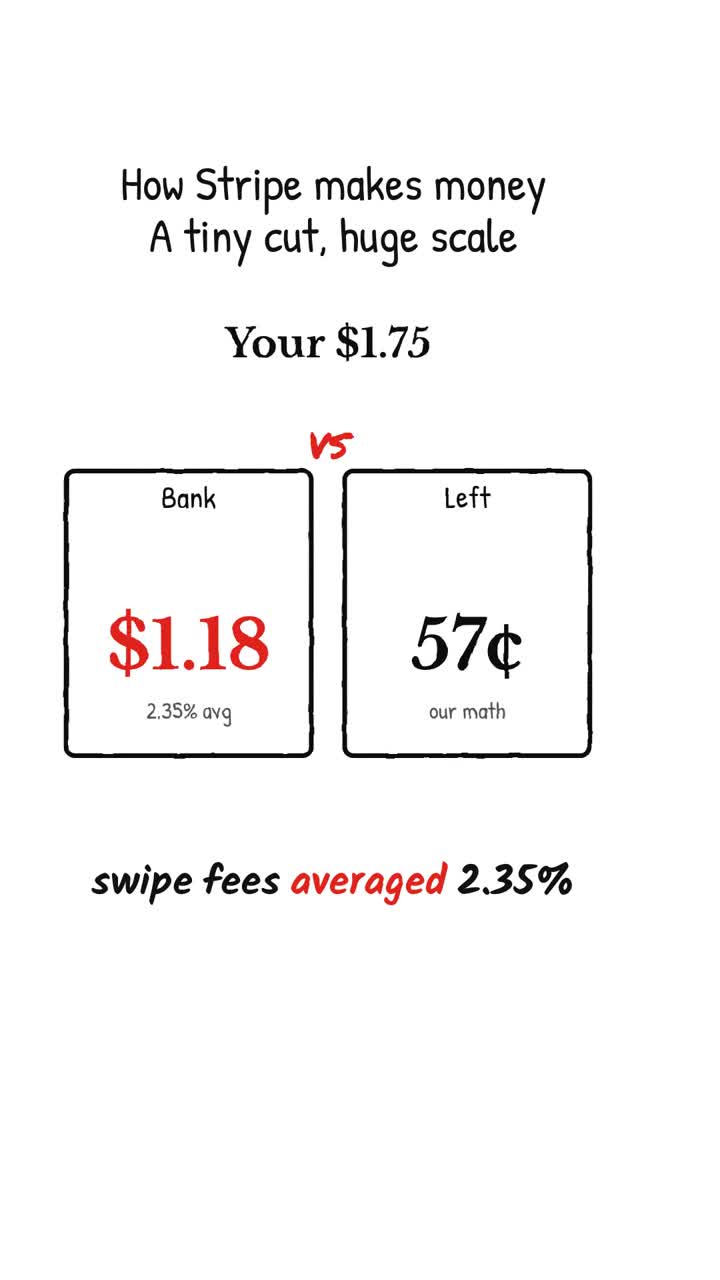 How Stripe makes money
A tiny cut, huge scale
Your $1.75
vs
Bank
$1.18
2.35% avg
Left
57¢
our math
swipe fees averaged 2.35%